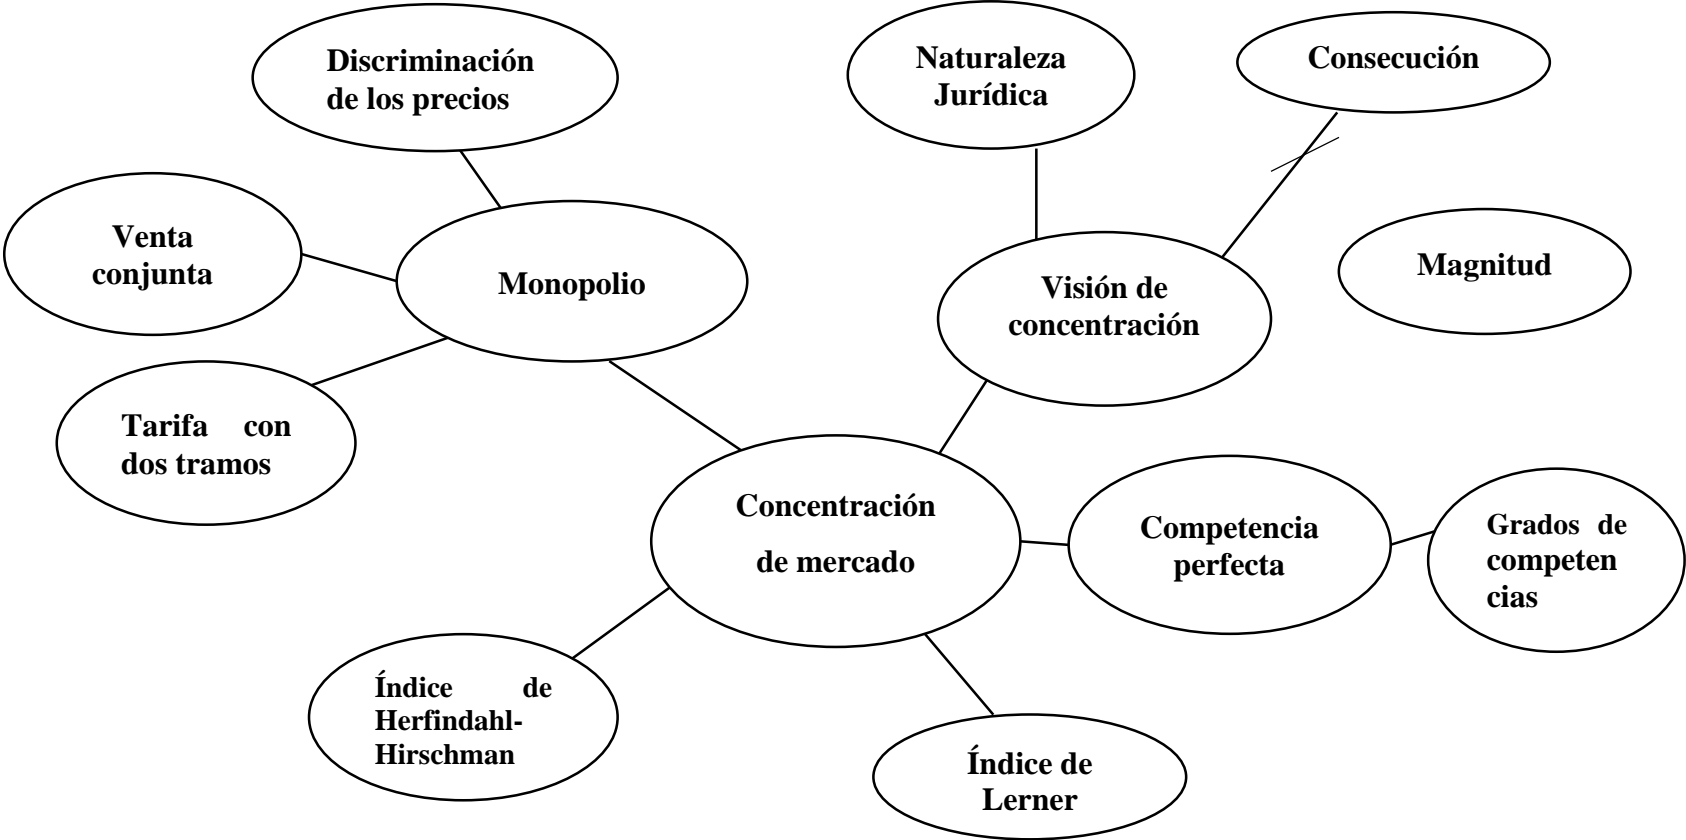 Discriminación
de los precios
Naturaleza
Jurídica
Consecución
Venta
conjunta
Monopolio
Visión de
concentración
Magnitud
Tarifa con
dos tramos
Concentración
de mercado
Competencia
perfecta
Grados de
competen
cias
Índice de
Herfindahl-
Hirschman
Índice de
Lerner